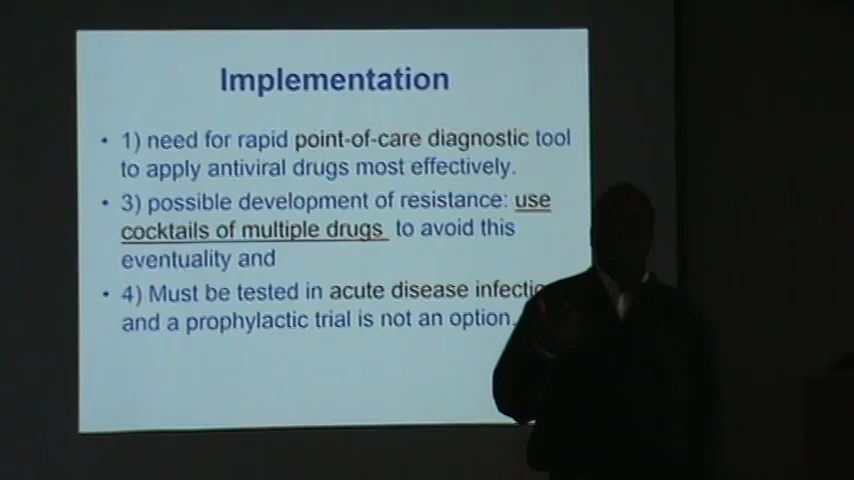 Implementation
• 1) need for rapid point-of-care diagnostic tool
to apply antiviral drugs most effectively.
• 3) possible development of resistance: use
cocktails of multiple drugs to avoid this
eventuality and
• 4) Must be tested in acute disease infectio
and a prophylactic trial is not an option.